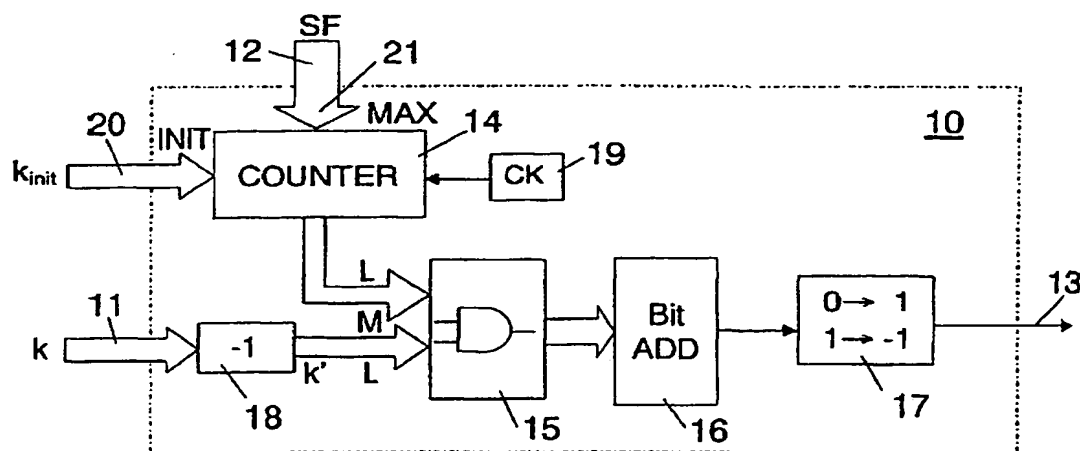 SF
12
21
MAX
10
20
INIT
14
19
k_init
COUNTER
CK
L
11
M
13
k
-1
k'
L
Bit
ADD
0→ 1
1→ -1
18
15
16
17